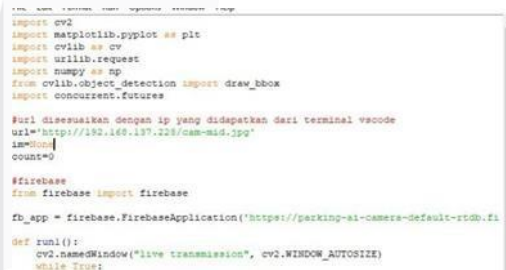 import cv2
import matplotlib.pyplot as plt
import cvlib as cv
import urllib.request
import numpy as np
from cvlib.object_detection import draw_bbox
import concurrent.futures
#url disesuaikan dengan ip yang didapatkan dari terminal vscode
url='http://192.168.137.228/cam-mid.jpg'
im=None
count=0
#firebase
from firebase import firebase
fb_app = firebase.FirebaseApplication('https://parking-ai-camera-default-rtdb.fi
def run1():
cv2.namedWindow("live transmission", cv2.WINDOW_AUTOSIZE)
while True: